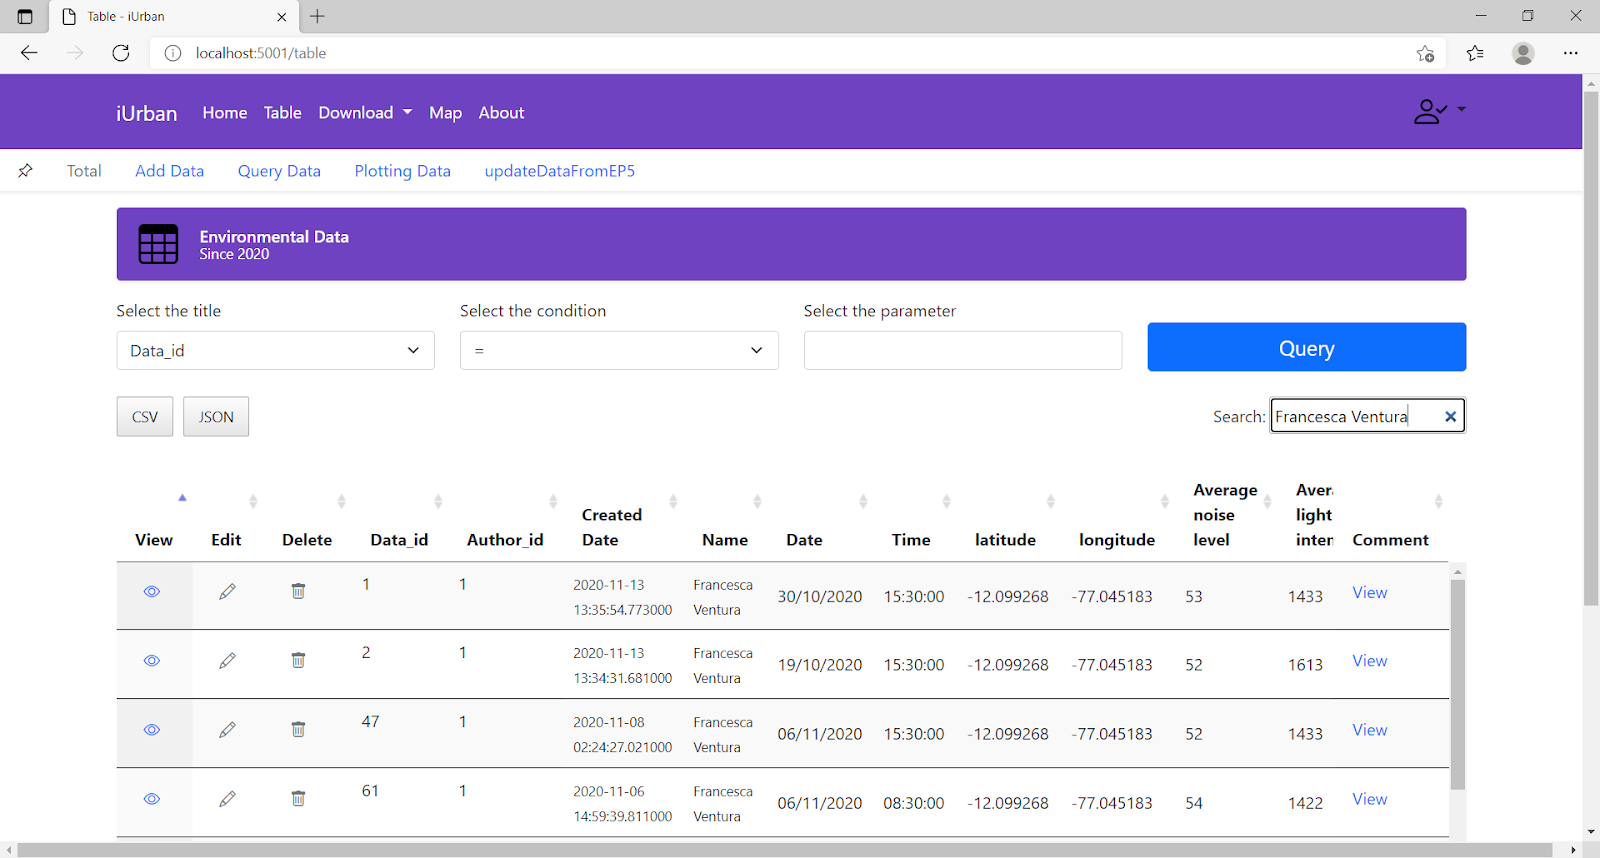 Table - iUrban
localhost:5001/table
iUrban Home Table Download Map About
Total Add Data Query Data Plotting Data updateDataFromEP5
Environmental Data
Since 2020
Select the title Select the condition Select the parameter
Data_id = Query
CSV JSON Search: Francesca Ventura
View Edit Delete Data_id Author_id Created Date Name Date Time latitude longitude Average noise level Aver light inten Comment
1 1 2020-11-13 13:35:54.773000 Francesca Ventura 30/10/2020 15:30:00 -12.099268 -77.045183 53 1433 View
2 1 2020-11-13 13:34:31.681000 Francesca Ventura 19/10/2020 15:30:00 -12.099268 -77.045183 52 1613 View
47 1 2020-11-08 02:24:27.021000 Francesca Ventura 06/11/2020 15:30:00 -12.099268 -77.045183 52 1433 View
61 1 2020-11-06 14:59:39.811000 Francesca Ventura 06/11/2020 08:30:00 -12.099268 -77.045183 54 1422 View